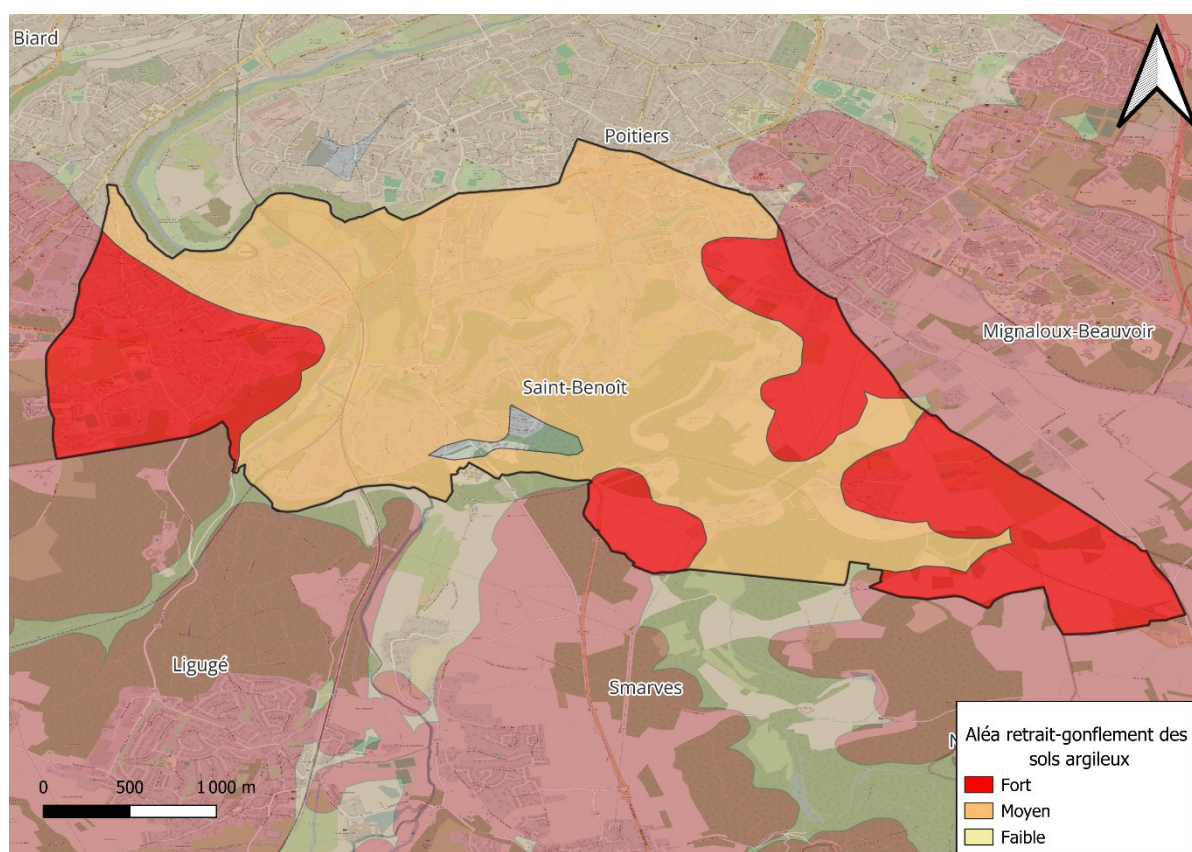 Biard
Poitiers
Mignaloux-Beauvoir
Saint-Benoît
Ligugé
Smarves
0 500 1 000 m
Aléa retrait-gonflement des
sols argileux
Fort
Moyen
Faible